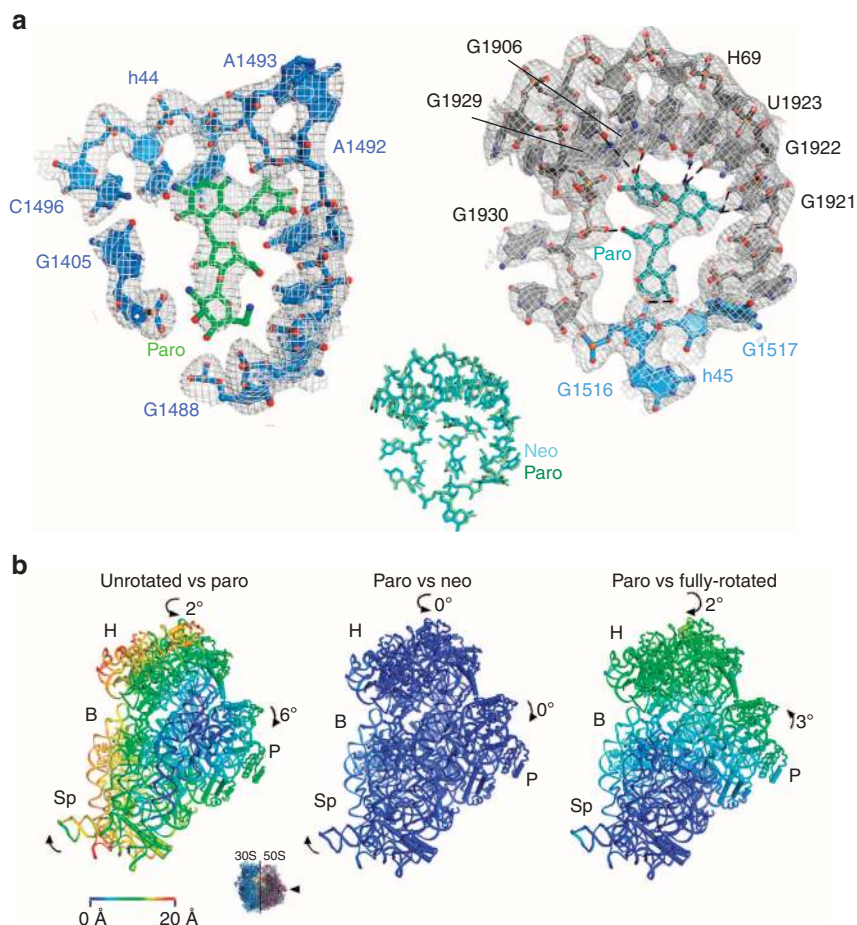 a
h44
A1493
A1492
C1496
G1405
Paro
G1488
G1906
G1929
H69
U1923
G1922
G1921
G1930
Paro
G1517
G1516
h45
Neo
Paro
b
Unrotated vs paro
2°
H
B
6°
P
Sp
30S 50S
0 Å 20 Å
Paro vs neo
0°
H
B
0°
P
Sp
Paro vs fully-rotated
2°
H
B
3°
P
Sp